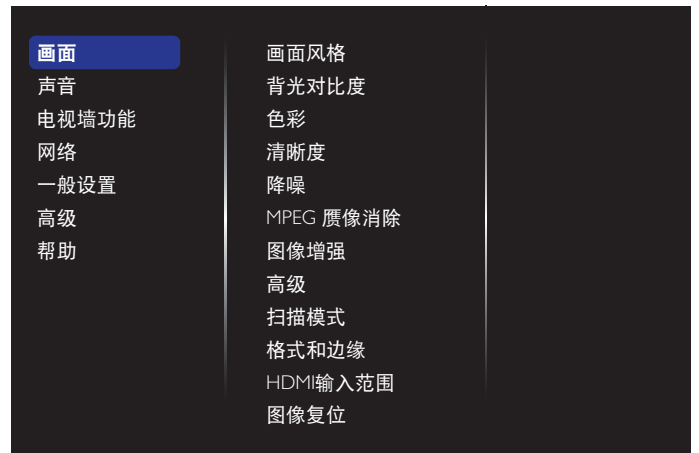 画面
声音
电视墙功能
网络
一般设置
高级
帮助
画面风格
背光对比度
色彩
清晰度
降噪
MPEG 赝像消除
图像增强
高级
扫描模式
格式和边缘
HDMI输入范围
图像复位